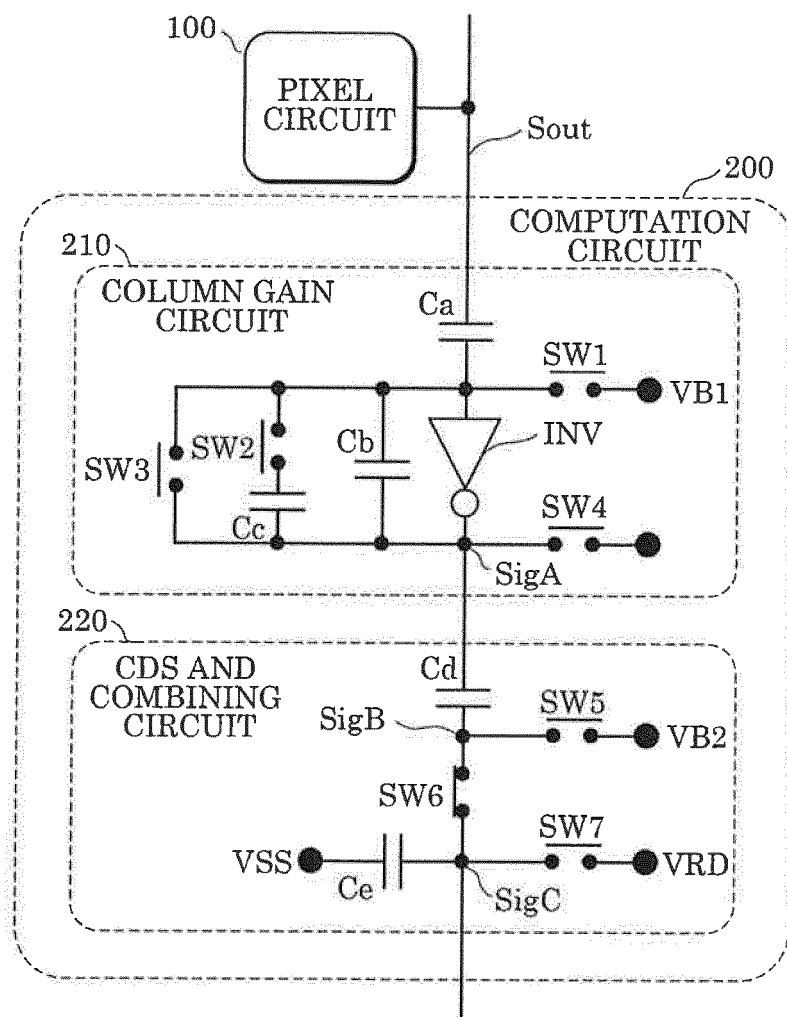 100
PIXEL
CIRCUIT
Sout
200
COMPUTATION
CIRCUIT
210
COLUMN GAIN
CIRCUIT
Ca
SW1
VB1
SW2
SW3
Cb
INV
Cc
SW4
SigA
220
CDS AND
COMBINING
CIRCUIT
Cd
SW5
SigB
VB2
SW6
SW7
VSS
VRD
Ce
SigC